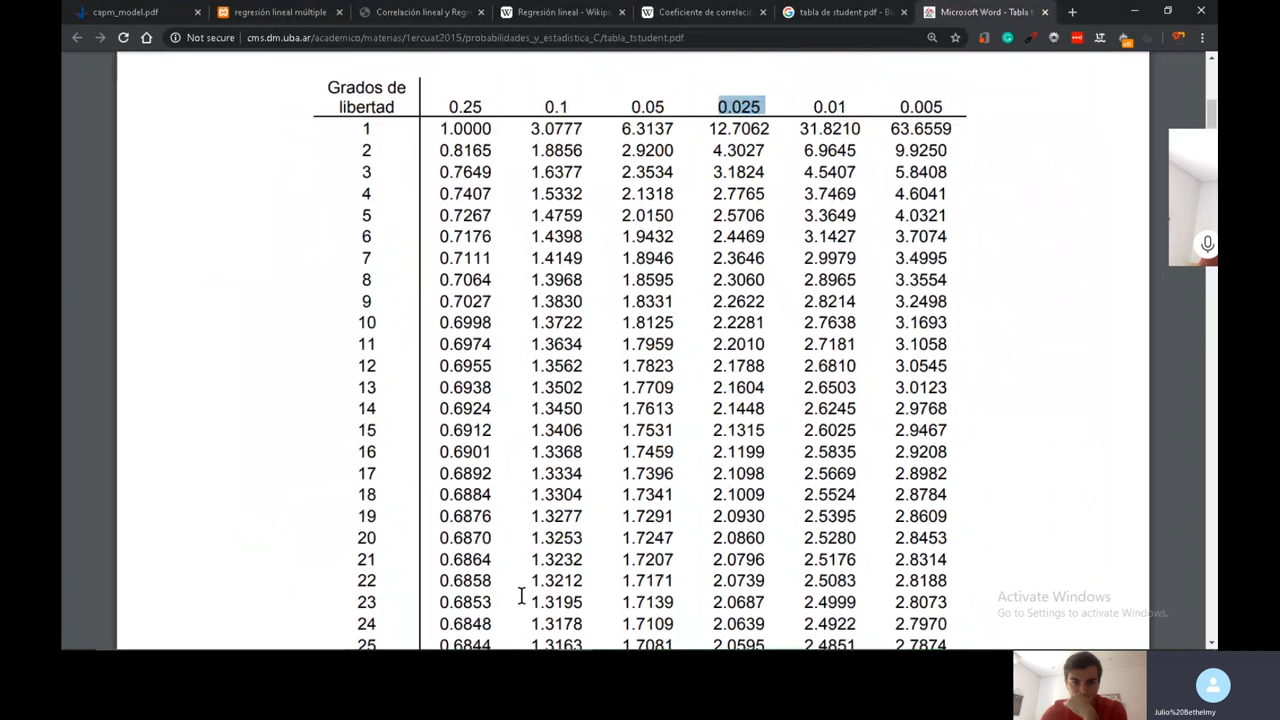 capm_model.pdf
regresión lineal múltiple
Correlación lineal y Regre
Regresión lineal - Wikipe
Coeficiente de correlació
tabla de student pdf - Bu
Microsoft Word - Tabla t
Not secure cms.dm.uba.ar/academico/materias/1ercuat2015/probabilidades_y_estadistica_C/tabla_tstudent.pdf
Grados de
libertad 0.25 0.1 0.05 0.025 0.01 0.005
1 1.0000 3.0777 6.3137 12.7062 31.8210 63.6559
2 0.8165 1.8856 2.9200 4.3027 6.9645 9.9250
3 0.7649 1.6377 2.3534 3.1824 4.5407 5.8408
4 0.7407 1.5332 2.1318 2.7765 3.7469 4.6041
5 0.7267 1.4759 2.0150 2.5706 3.3649 4.0321
6 0.7176 1.4398 1.9432 2.4469 3.1427 3.7074
7 0.7111 1.4149 1.8946 2.3646 2.9979 3.4995
8 0.7064 1.3968 1.8595 2.3060 2.8965 3.3554
9 0.7027 1.3830 1.8331 2.2622 2.8214 3.2498
10 0.6998 1.3722 1.8125 2.2281 2.7638 3.1693
11 0.6974 1.3634 1.7959 2.2010 2.7181 3.1058
12 0.6955 1.3562 1.7823 2.1788 2.6810 3.0545
13 0.6938 1.3502 1.7709 2.1604 2.6503 3.0123
14 0.6924 1.3450 1.7613 2.1448 2.6245 2.9768
15 0.6912 1.3406 1.7531 2.1315 2.6025 2.9467
16 0.6901 1.3368 1.7459 2.1199 2.5835 2.9208
17 0.6892 1.3334 1.7396 2.1098 2.5669 2.8982
18 0.6884 1.3304 1.7341 2.1009 2.5524 2.8784
19 0.6876 1.3277 1.7291 2.0930 2.5395 2.8609
20 0.6870 1.3253 1.7247 2.0860 2.5280 2.8453
21 0.6864 1.3232 1.7207 2.0796 2.5176 2.8314
22 0.6858 1.3212 1.7171 2.0739 2.5083 2.8188
23 0.6853 1.3195 1.7139 2.0687 2.4999 2.8073
24 0.6848 1.3178 1.7109 2.0639 2.4922 2.7970
25 0.6844 1.3163 1.7081 2.0595 2.4851 2.7874
Activate Windows
Go to Settings to activate Windows.
Julio%20Bethelmy